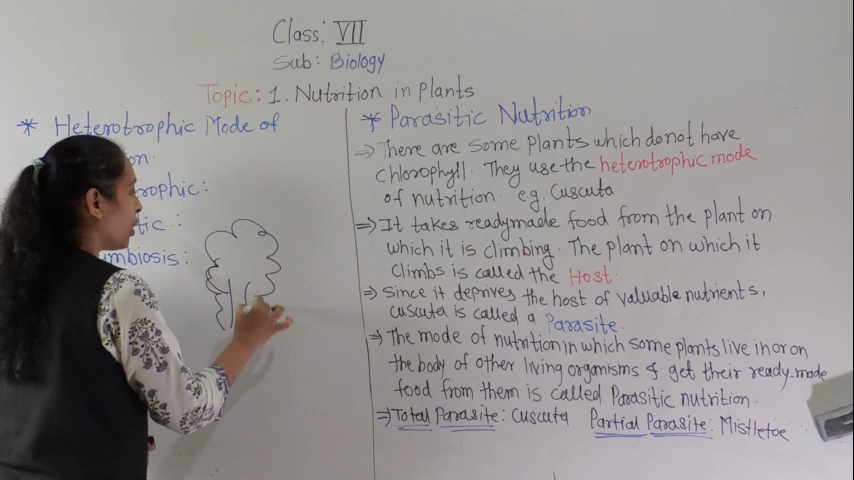 Class: VII
Sub: Biology
Topic: 1. Nutrition in plants
* Heterotrophic Mode of
on.
rophic:
tic :
mbiosis:
* Parasitic Nutrition
⇒ There are some plants which donot have
chlorophyll. They use the heterotrophic mode
of nutrition. e.g. Cuscuta.
⇒ It takes readymade food from the plant on
which it is climbing. The plant on which it
climbs is called the Host.
⇒ Since it deprives the host of valuable nutrients,
cuscuta is called a Parasite.
⇒ The mode of nutrition in which some plants live in or on
the body of other living organisms & get their ready-made
food from them is called Parasitic nutrition.
⇒ Total Parasite: Cuscuta Partial Parasite: Mistletoe